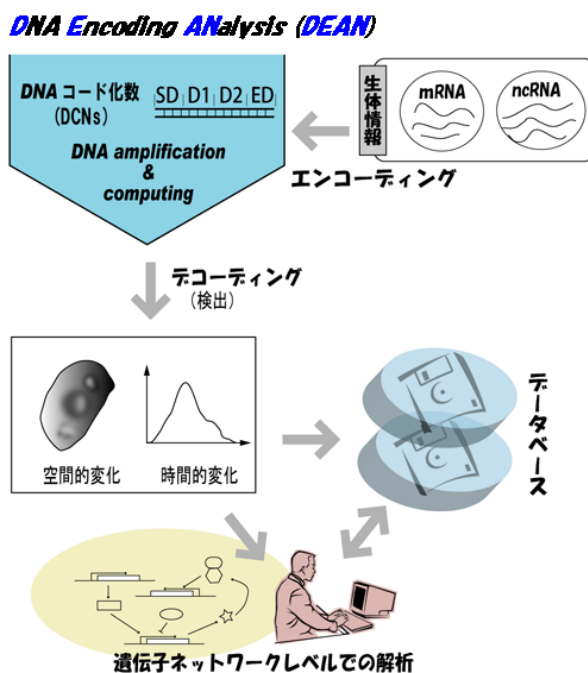 DNA Encoding ANalysis (DEAN)
DNA コード化数
(DCNs)
SD D1 D2 ED
DNA amplification
&
computing
生体情報
mRNA
ncRNA
エンコーディング
デコーディング
(検出)
空間的変化
時間的変化
データベース
遺伝子ネットワークレベルでの解析